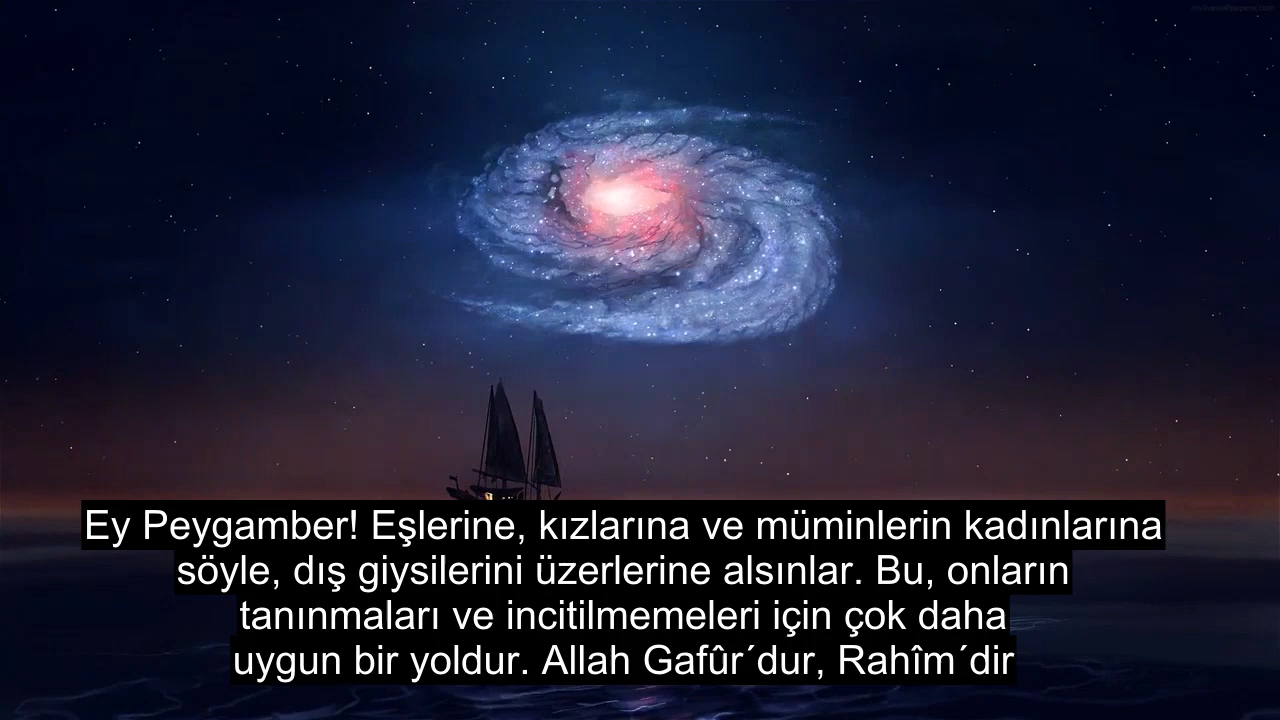 Ey Peygamber! Eşlerine, kızlarına ve müminlerin kadınlarına
söyle, dış giysilerini üzerlerine alsınlar. Bu, onların
tanınmaları ve incitilmemeleri için çok daha
uygun bir yoldur. Allah Gafûr´dur, Rahîm´dir